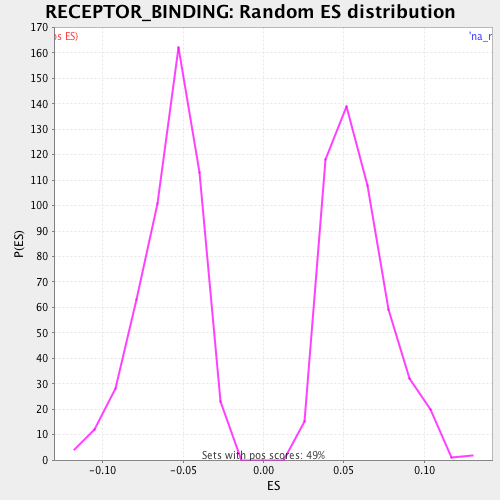 RECEPTOR_BINDING: Random ES distribution
os ES)
'na_r
170
160
150
140
130
120
110
100
90
80
70
60
50
40
30
20
10
0
P(ES)
Sets with pos scores: 49%
-0.10 -0.05 0.00 0.05 0.10
ES